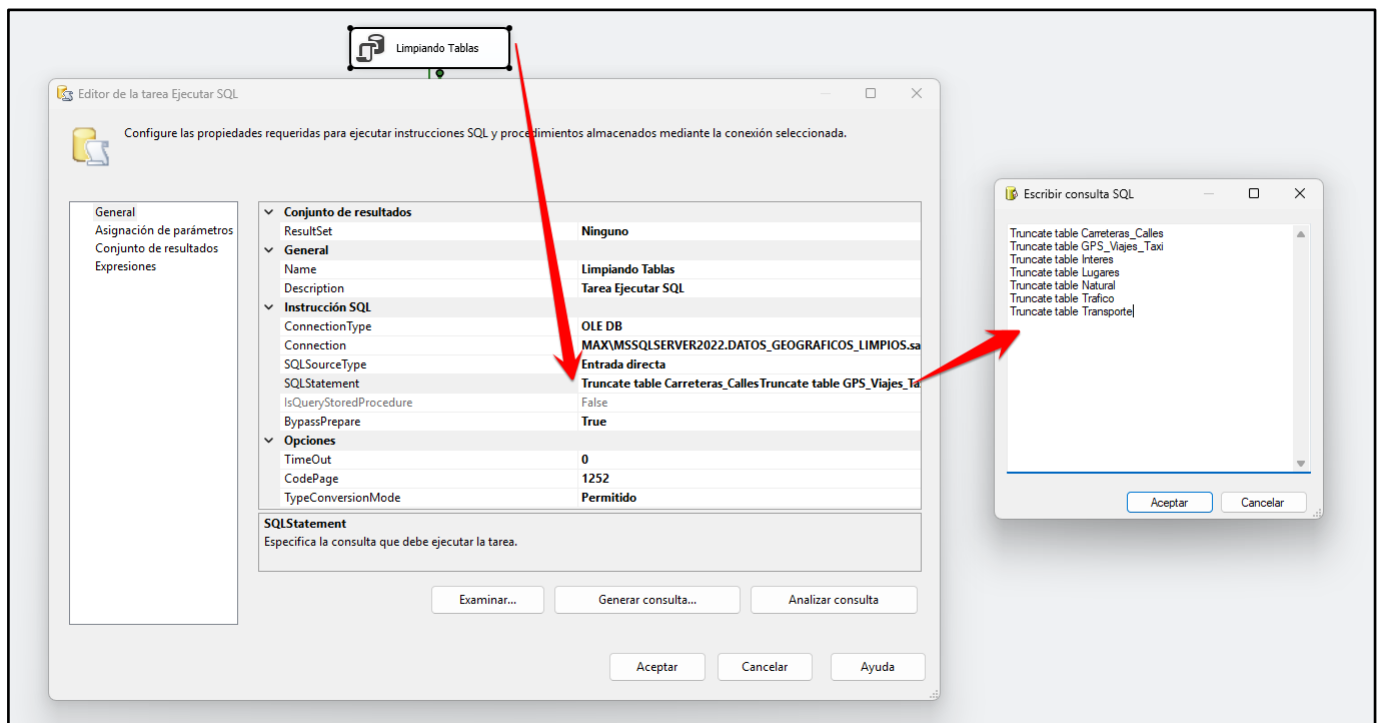 Limpiando Tablas
Editor de la tarea Ejecutar SQL
Configure las propiedades requeridas para ejecutar instrucciones SQL y procedimientos almacenados mediante la conexión seleccionada.
General
Asignación de parámetros
Conjunto de resultados
Expresiones
Conjunto de resultados
ResultSet Ninguno
General
Name Limpiando Tablas
Description Tarea Ejecutar SQL
Instrucción SQL
ConnectionType OLE DB
Connection MAX\MSSQLSERVER2022.DATOS_GEOGRAFICOS_LIMPIOS.sa
SQLSourceType Entrada directa
SQLStatement Truncate table Carreteras_CallesTruncate table GPS_Viajes_Ta
IsQueryStoredProcedure False
BypassPrepare True
Opciones
TimeOut 0
CodePage 1252
TypeConversionMode Permitido
SQLStatement
Especifica la consulta que debe ejecutar la tarea.
Examinar... Generar consulta... Analizar consulta
Aceptar Cancelar Ayuda
Escribir consulta SQL
Truncate table Carreteras_Calles
Truncate table GPS_Viajes_Taxi
Truncate table Interes
Truncate table Lugares
Truncate table Natural
Truncate table Trafico
Truncate table Transporte
Aceptar Cancelar